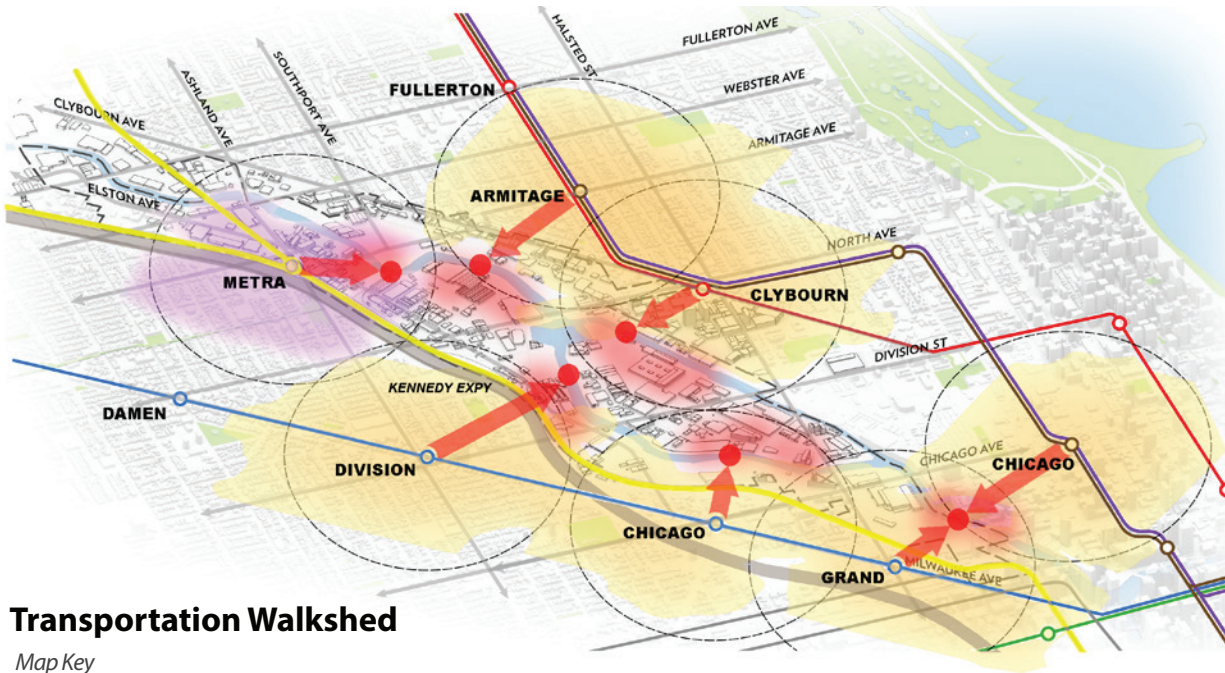 HALSTED ST
FULLERTON AVE
SOUTHPORT AVE
ASHLAND AVE
FULLERTON
WEBSTER AVE
CLYBOURN AVE
ARMITAGE AVE
ELSTON AVE
ARMITAGE
NORTH AVE
METRA
CLYBOURN
DIVISION ST
KENNEDY EXPY
DAMEN
DIVISION
CHICAGO AVE
CHICAGO
CHICAGO
GRAND
MILWAUKEE AVE
Transportation Walkshed
Map Key